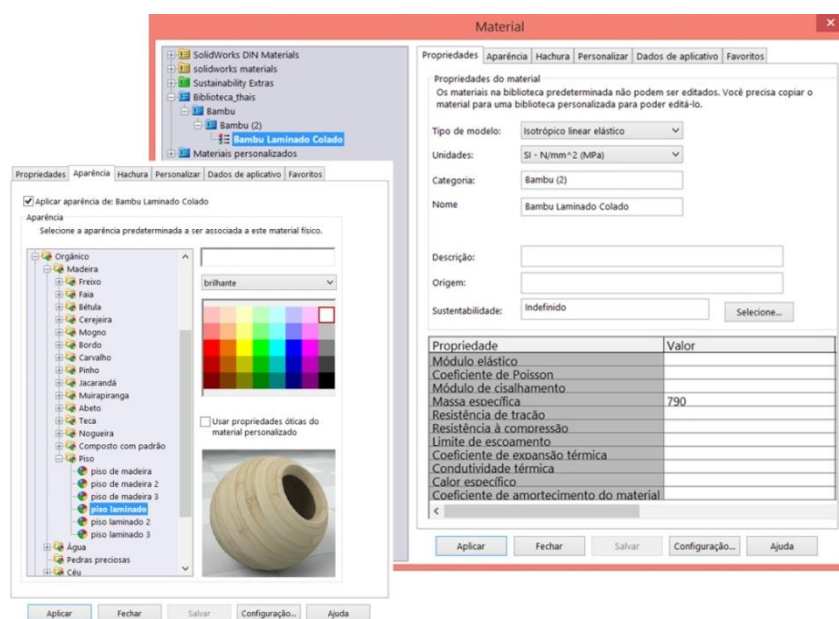 Material
SolidWorks DIN Materials
solidworks materials
Sustainability Extras
Biblioteca_thais
Bambu
Bambu (2)
Bambu Laminado Colado
Materiais personalizados
Propriedades Aparência Hachura Personalizar Dados de aplicativo Favoritos
Propriedades do material
Os materiais na biblioteca predeterminada não podem ser editados. Você precisa copiar o
material para uma biblioteca personalizada para poder editá-lo.
Tipo de modelo: Isotrópico linear elástico
Unidades: SI - N/mm^2 (MPa)
Categoria: Bambu (2)
Nome Bambu Laminado Colado
Descrição:
Origem:
Sustentabilidade: Indefinido Selecione...
Propriedade Valor
Módulo elástico
Coeficiente de Poisson
Módulo de cisalhamento
Massa específica 790
Resistência de tração
Resistência à compressão
Limite de escoamento
Coeficiente de expansão térmica
Condutividade térmica
Calor específico
Coeficiente de amortecimento do material
Aplicar Fechar Salvar Configuração... Ajuda
Propriedades Aparência Hachura Personalizar Dados de aplicativo Favoritos
Aplicar aparência de: Bambu Laminado Colado
Aparência
Selecione a aparência predeterminada a ser associada a este material físico.
Orgânico
Madeira
Freixo
Faia
Bétula
Cerejeira
Mogno
Bordo
Carvalho
Pinho
Jacarandá
Muirapiranga
Abeto
Teca
Nogueira
Composto com padrão
Piso
piso de madeira
piso de madeira 2
piso de madeira 3
piso laminado
piso laminado 2
piso laminado 3
Água
Pedras preciosas
Céu
brilhante
Usar propriedades óticas do
material personalizado
Aplicar Fechar Salvar Configuração... Ajuda